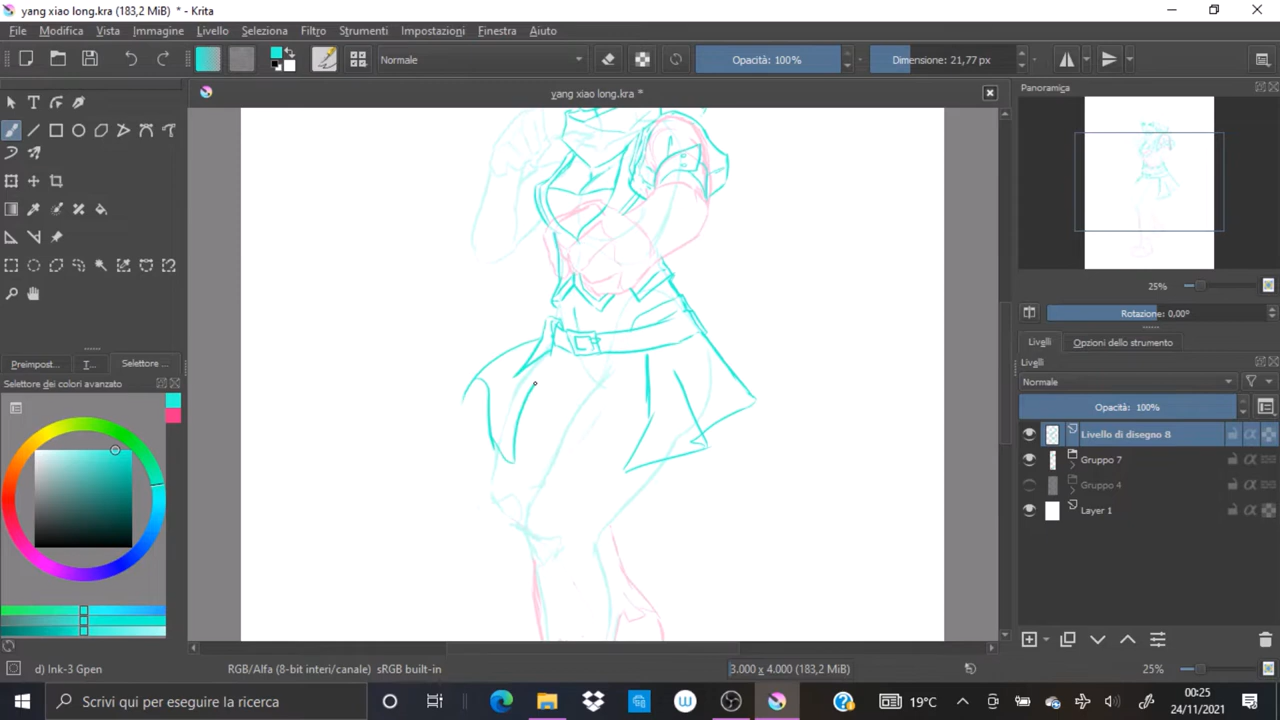 yang xiao long.kra (183,2 MiB) * - Krita
File Modifica Vista Immagine Livello Seleziona Filtro Strumenti Impostazioni Finestra Aiuto
Normale
Opacità: 100%
Dimensione: 21,77 px
yang xiao long.kra *
Panoramica
25%
Rotazione: 0,00°
Livelli
Opzioni dello strumento
Livelli
Normale
Opacità: 100%
Livello di disegno 8
Gruppo 7
Gruppo 4
Layer 1
Preimpost...
T...
Selettore ...
Selettore dei colori avanzato
d) Ink-3 Gpen
RGB/Alfa (8-bit interi/canale) sRGB built-in
3.000 x 4.000 (183,2 MiB)
25%
Scrivi qui per eseguire la ricerca
19°C
00:25
24/11/2021